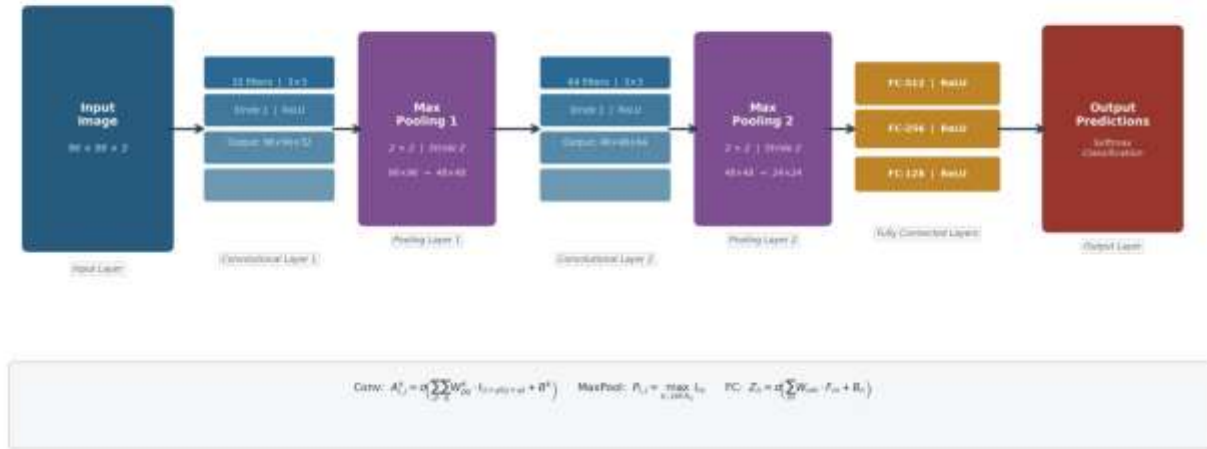 Input
Image
96 × 96 × 3
Input Layer
32 filters | 3×3
Stride 1 | ReLU
Output: 96×96×32
Convolutional Layer 1
Max
Pooling 1
2 × 2 | Stride 2
96×96 → 48×48
Pooling Layer 1
64 filters | 3×3
Stride 1 | ReLU
Output: 48×48×64
Convolutional Layer 2
Max
Pooling 2
2 × 2 | Stride 2
48×48 → 24×24
Pooling Layer 2
FC-512 | ReLU
FC-256 | ReLU
FC-128 | ReLU
Fully Connected Layers
Output
Predictions
Softmax
Classification
Output Layer
Conv: MaxPool: FC: